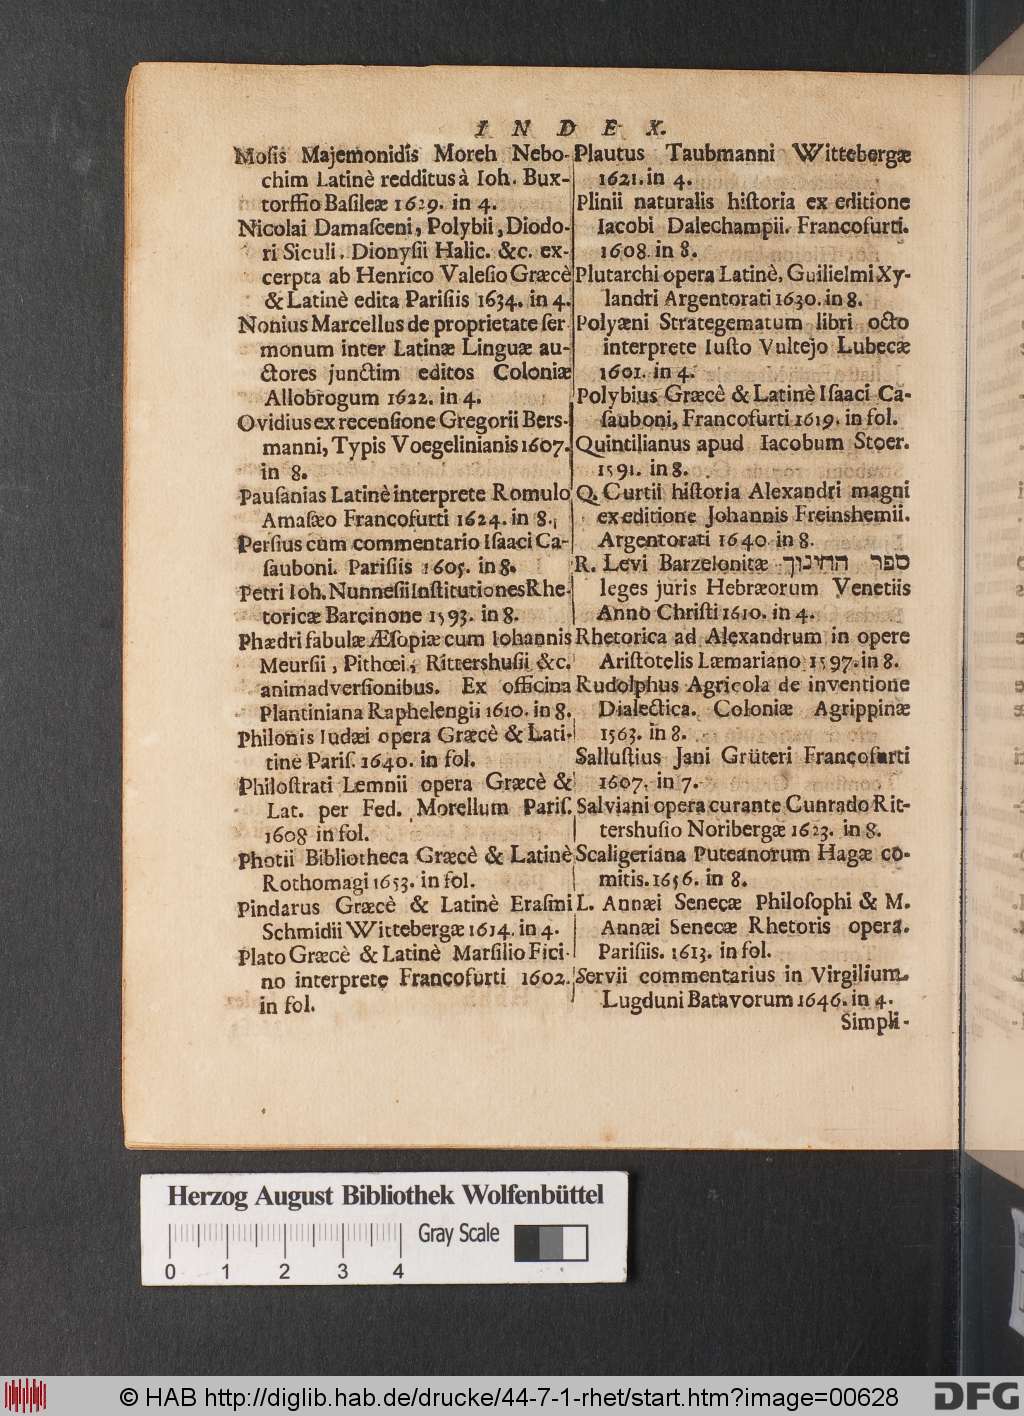 INDEX.
Mosis Majemonidis Moreh Nebo-
chim Latinè redditus à Ioh. Bux-
torffio Basileæ 1629. in 4.
Nicolai Damasceni, Polybii, Diodo-
ri Siculi, Dionysii Halic. &c. ex-
cerpta ab Henrico Valesio Græcè
& Latinè edita Parisiis 1634. in 4.
Nonius Marcellus de proprietate ser-
monum inter Latinæ Linguæ au-
ctores junctim editos Coloniæ
Allobrogum 1622. in 4.
Ovidius ex recensione Gregorii Bers-
manni, Typis Voegelinianis 1607.
in 8.
Pausanias Latinè interprete Romulo
Amasæo Francofurti 1624. in 8.
Persius cum commentario Isaaci Ca-
sauboni. Parisiis 1605. in 8.
Petri Ioh. Nunnesii Institutiones Rhe-
toricæ Barcinone 1593. in 8.
Phædri fabulæ Æsopiæ cum Iohannis
Meursii, Pithœi, Rittershusii &c.
animadversionibus. Ex officina
Plantiniana Raphelengii 1610. in 8.
Philonis Iudæi opera Græcè & Lati-
tine Paris. 1640. in fol.
Philostrati Lemnii opera Græcè &
Lat. per Fed. Morellum Paris.
1608 in fol.
Photii Bibliotheca Græcè & Latinè
Rothomagi 1653. in fol.
Pindarus Græcè & Latinè Erasmi
Schmidii Wittebergæ 1614. in 4.
Plato Græcè & Latinè Marsilio Fici-
no interprete Francofurti 1602.
in fol.
Plautus Taubmanni Wittebergæ
1621. in 4.
Plinii naturalis historia ex editione
Iacobi Dalechampii. Francofurti.
1608. in 8.
Plutarchi opera Latinè, Guilielmi Xy-
landri Argentorati 1630. in 8.
Polyæni Strategematum libri octo
interprete Iusto Vultejo Lubecæ
1601. in 4.
Polybius Græcè & Latinè Isaaci Ca-
sauboni, Francofurti 1619. in fol.
Quintilianus apud Iacobum Stoer.
1591. in 8.
Q. Curtii historia Alexandri magni
ex editione Johannis Freinshemii.
Argentorati 1640. in 8.
R. Levi Barzelonitæ ספר החינוך
leges juris Hebræorum Venetiis
Anno Christi 1610. in 4.
Rhetorica ad Alexandrum in opere
Aristotelis Læmariano 1597. in 8.
Rudolphus Agricola de inventione
Dialectica. Coloniæ Agrippinæ
1563. in 8.
Sallustius Jani Grüteri Francofurti
1607. in 7.
Salviani opera curante Cunrado Rit-
tershusio Noribergæ 1623. in 8.
Scaligeriana Puteanorum Hagæ co-
mitis. 1656. in 8.
L. Annæi Senecæ Philosophi & M.
Annæi Senecæ Rhetoris opera.
Parisiis. 1613. in fol.
Servii commentarius in Virgilium.
Lugduni Batavorum 1646. in 4.
Simpli-
Herzog August Bibliothek Wolfenbüttel
Gray Scale
0 1 2 3 4
© HAB http://diglib.hab.de/drucke/44-7-1-rhet/start.htm?image=00628
DFG